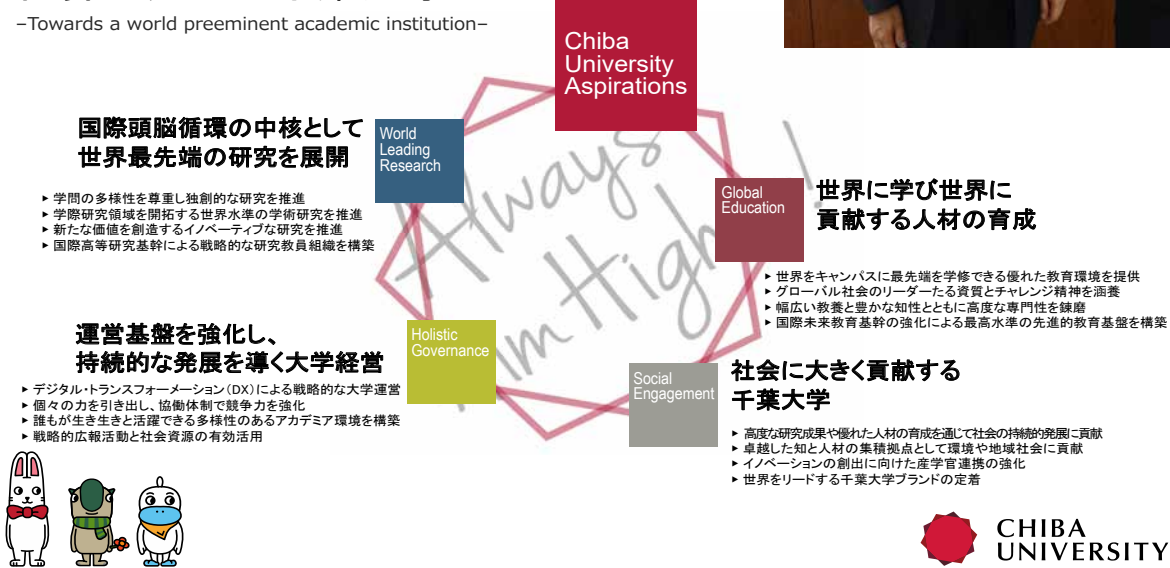 –Towards a world preeminent academic institution–
Chiba
University
Aspirations
国際頭脳循環の中核として
世界最先端の研究を展開
World
Leading
Research
▶ 学問の多様性を尊重し独創的な研究を推進
▶ 学際研究領域を開拓する世界水準の学術研究を推進
▶ 新たな価値を創造するイノベーティブな研究を推進
▶ 国際高等研究基幹による戦略的な研究教員組織を構築
Always
Aim High!
Global
Education
世界に学び世界に
貢献する人材の育成
▶ 世界をキャンパスに最先端を学修できる優れた教育環境を提供
▶ グローバル社会のリーダーたる資質とチャレンジ精神を涵養
▶ 幅広い教養と豊かな知性とともに高度な専門性を錬磨
▶ 国際未来教育基幹の強化による最高水準の先進的教育基盤を構築
運営基盤を強化し、
持続的な発展を導く大学経営
Holistic
Governance
▶ デジタル・トランスフォーメーション(DX)による戦略的な大学運営
▶ 個々の力を引き出し、協働体制で競争力を強化
▶ 誰もが生き生きと活躍できる多様性のあるアカデミア環境を構築
▶ 戦略的広報活動と社会資源の有効活用
Social
Engagement
社会に大きく貢献する
千葉大学
▶ 高度な研究成果や優れた人材の育成を通じて社会の持続的発展に貢献
▶ 卓越した知と人材の集積拠点として環境や地域社会に貢献
▶ イノベーションの創出に向けた産学官連携の強化
▶ 世界をリードする千葉大学ブランドの定着
CHIBA
UNIVERSITY